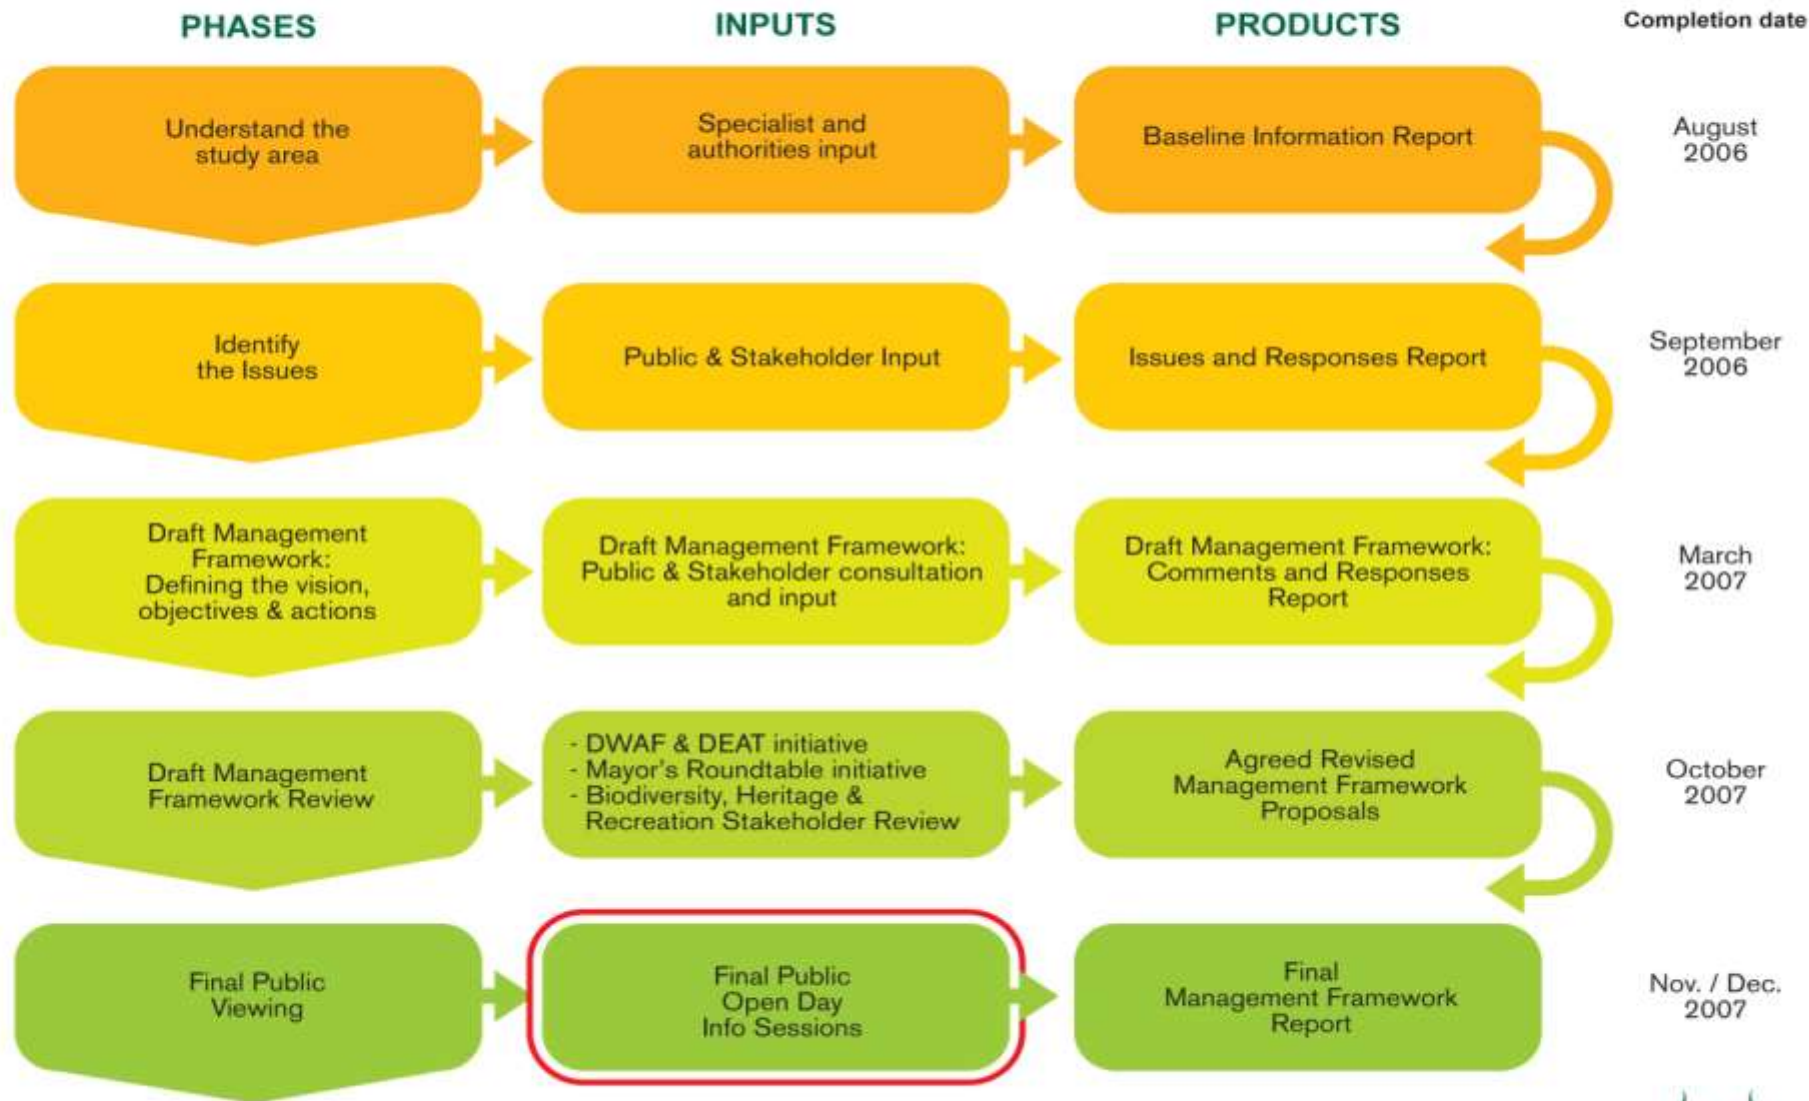 PHASES
INPUTS
PRODUCTS
Completion date
Understand the
study area
Specialist and
authorities input
Baseline Information Report
August
2006
Identify
the Issues
Public & Stakeholder Input
Issues and Responses Report
September
2006
Draft Management
Framework:
Defining the vision,
objectives & actions
Draft Management Framework:
Public & Stakeholder consultation
and input
Draft Management Framework:
Comments and Responses
Report
March
2007
Draft Management
Framework Review
- DWAF & DEAT initiative
- Mayor's Roundtable initiative
- Biodiversity, Heritage &
Recreation Stakeholder Review
Agreed Revised
Management Framework
Proposals
October
2007
Final Public
Viewing
Final Public
Open Day
Info Sessions
Final
Management Framework
Report
Nov. / Dec.
2007